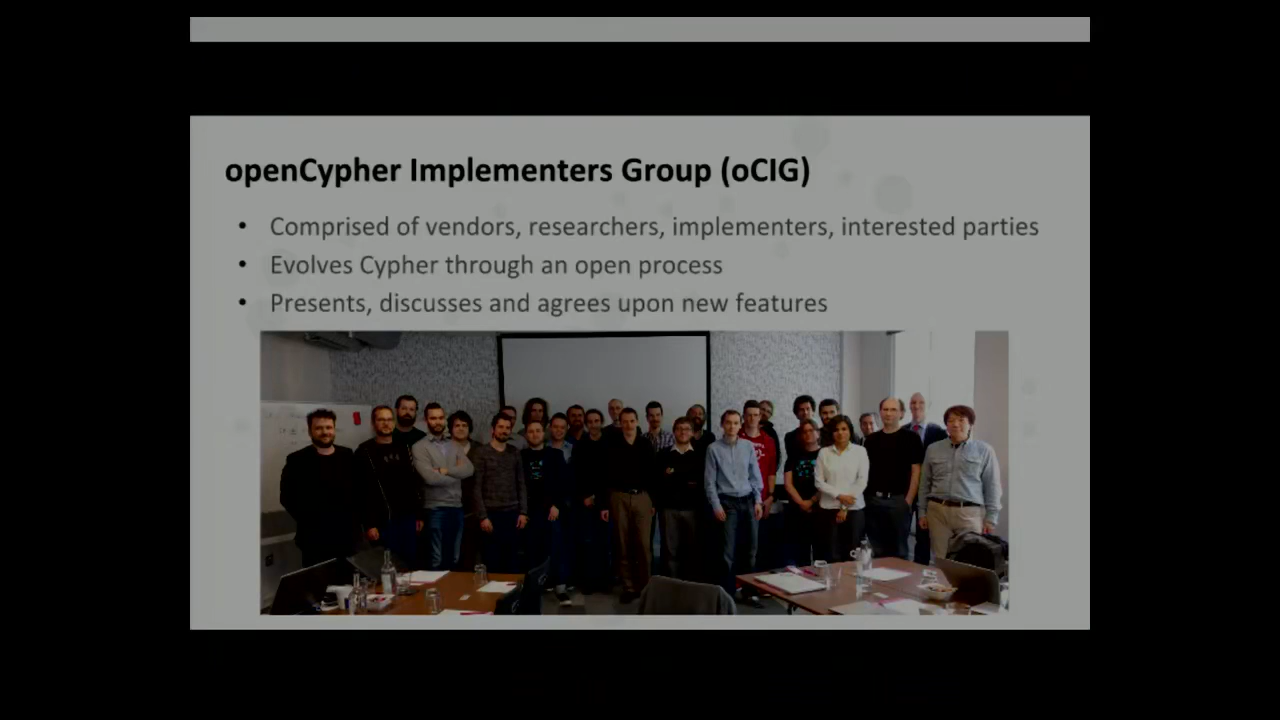 openCypher Implementers Group (oCIG)
• Comprised of vendors, researchers, implementers, interested parties
• Evolves Cypher through an open process
• Presents, discusses and agrees upon new features